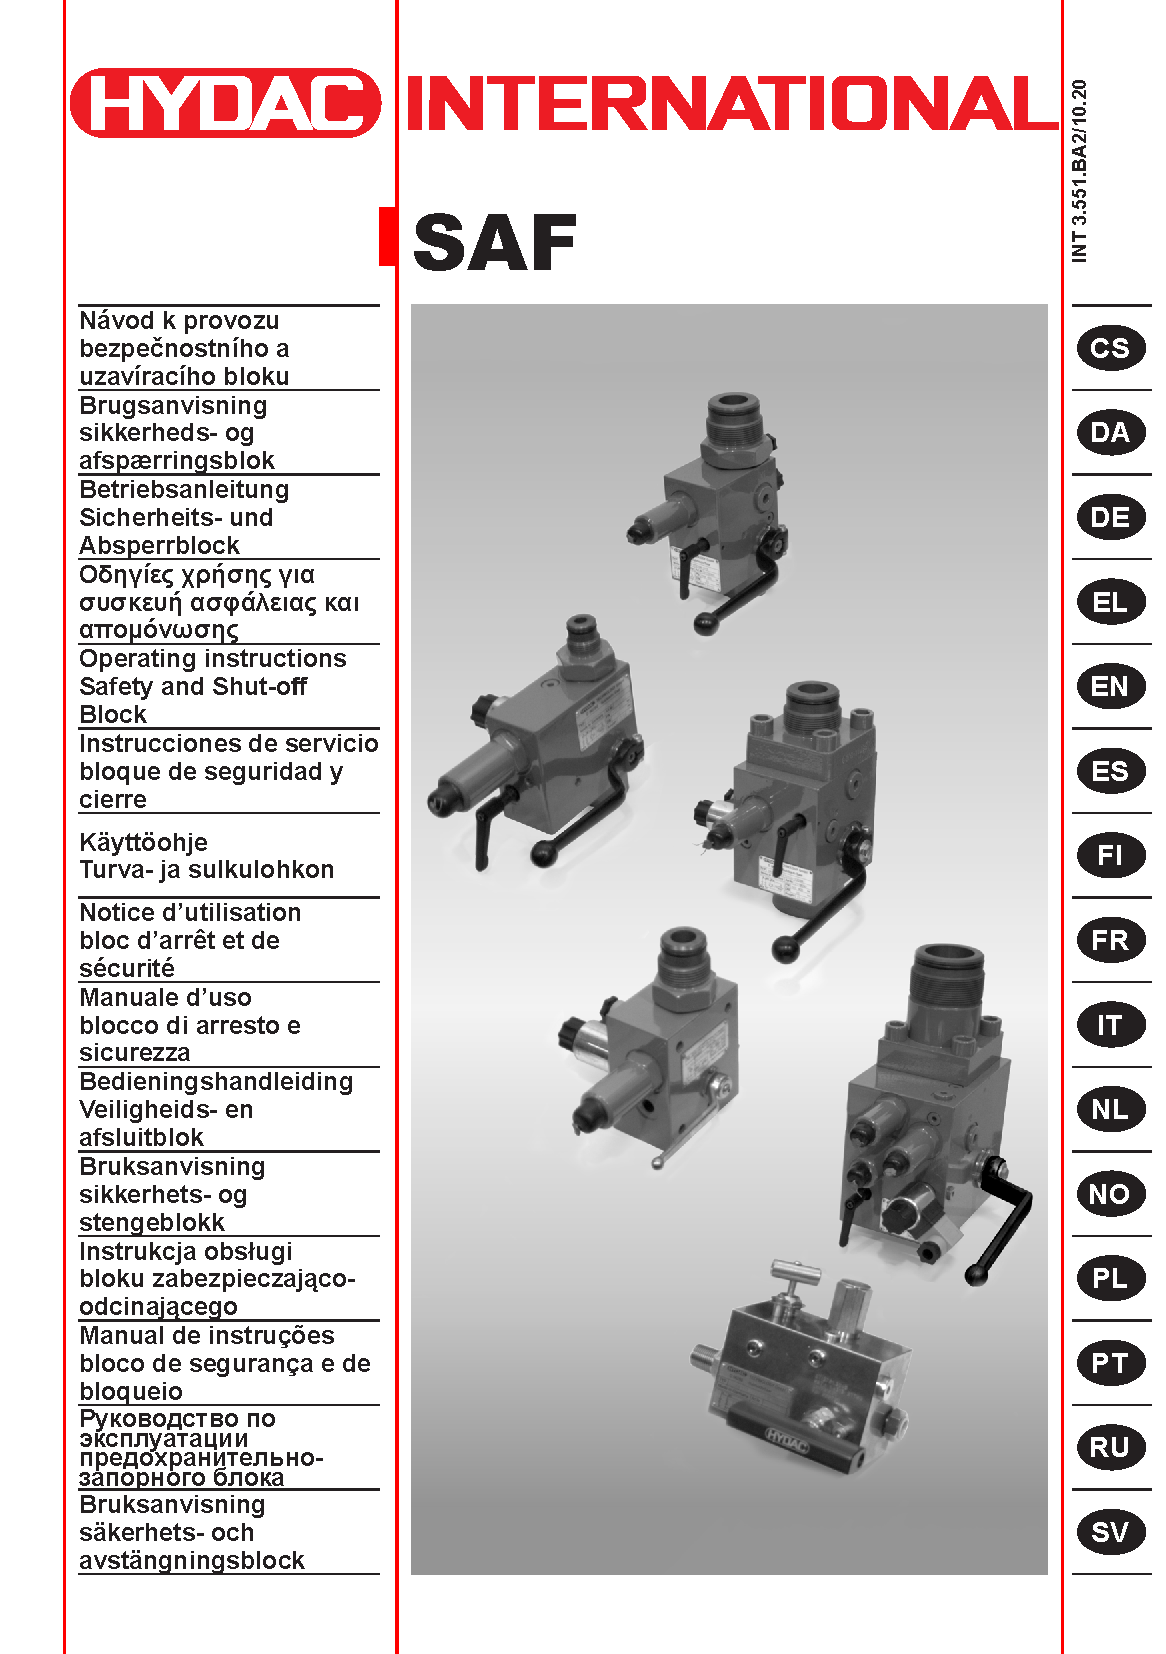 HYDAC INTERNATIONAL
INT 3.551.BA2/10.20
SAF
Návod k provozu
bezpečnostního a
uzavíracího bloku
CS
Brugsanvisning
sikkerheds- og
afspærringsblok
DA
Betriebsanleitung
Sicherheits- und
Absperrblock
DE
Οδηγίες χρήσης για
συσκευή ασφάλειας και
απομόνωσης
EL
Operating instructions
Safety and Shut-off
Block
EN
Instrucciones de servicio
bloque de seguridad y
cierre
ES
Käyttöohje
Turva- ja sulkulohkon
FI
Notice d’utilisation
bloc d’arrêt et de
sécurité
FR
Manuale d’uso
blocco di arresto e
sicurezza
IT
Bedieningshandleiding
Veiligheids- en
afsluitblok
NL
Bruksanvisning
sikkerhets- og
stengeblokk
NO
Instrukcja obsługi
bloku zabezpieczająco-
odcinającego
PL
Manual de instruções
bloco de segurança e de
bloqueio
PT
Руководство по
эксплуатации
предохранительно-
запорного блока
RU
Bruksanvisning
säkerhets- och
avstängningsblock
SV
HYDAC